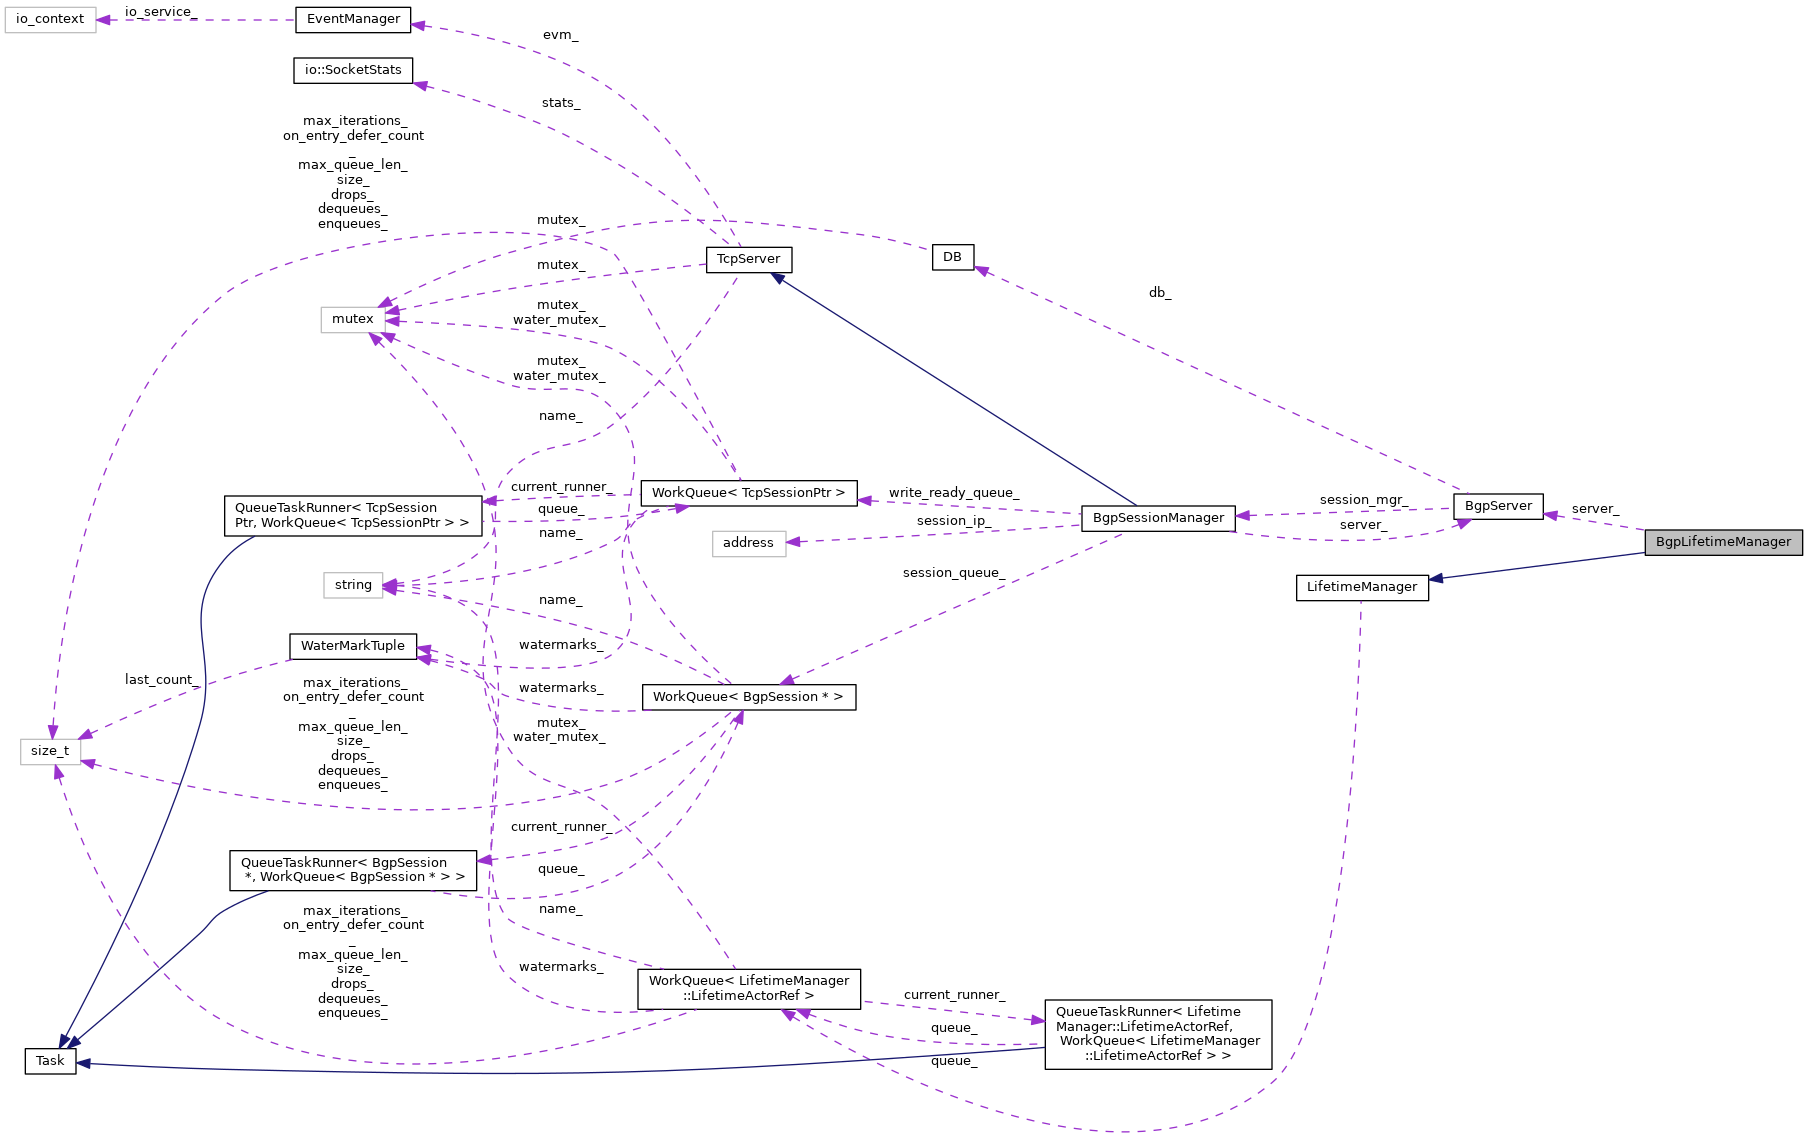 io_context
io_service_
EventManager
evm_
io::SocketStats
stats_
max_iterations_
on_entry_defer_count
_
max_queue_len_
size_
drops_
dequeues_
enqueues_
mutex_
TcpServer
DB
mutex_
db_
mutex
mutex_
water_mutex_
mutex_
water_mutex_
name_
QueueTaskRunner< TcpSession
Ptr, WorkQueue< TcpSessionPtr > >
current_runner_
queue_
name_
WorkQueue< TcpSessionPtr >
write_ready_queue_
session_ip_
address
BgpSessionManager
session_mgr_
server_
BgpServer
server_
BgpLifetimeManager
session_queue_
LifetimeManager
string
name_
WaterMarkTuple
watermarks_
last_count_
watermarks_
WorkQueue< BgpSession * >
max_iterations_
on_entry_defer_count
_
max_queue_len_
size_
drops_
dequeues_
enqueues_
mutex_
water_mutex_
size_t
current_runner_
QueueTaskRunner< BgpSession
*, WorkQueue< BgpSession * > >
queue_
max_iterations_
on_entry_defer_count
_
max_queue_len_
size_
drops_
dequeues_
enqueues_
name_
watermarks_
WorkQueue< LifetimeManager
::LifetimeActorRef >
current_runner_
queue_
queue_
QueueTaskRunner< Lifetime
Manager::LifetimeActorRef,
WorkQueue< LifetimeManager
::LifetimeActorRef > >
Task